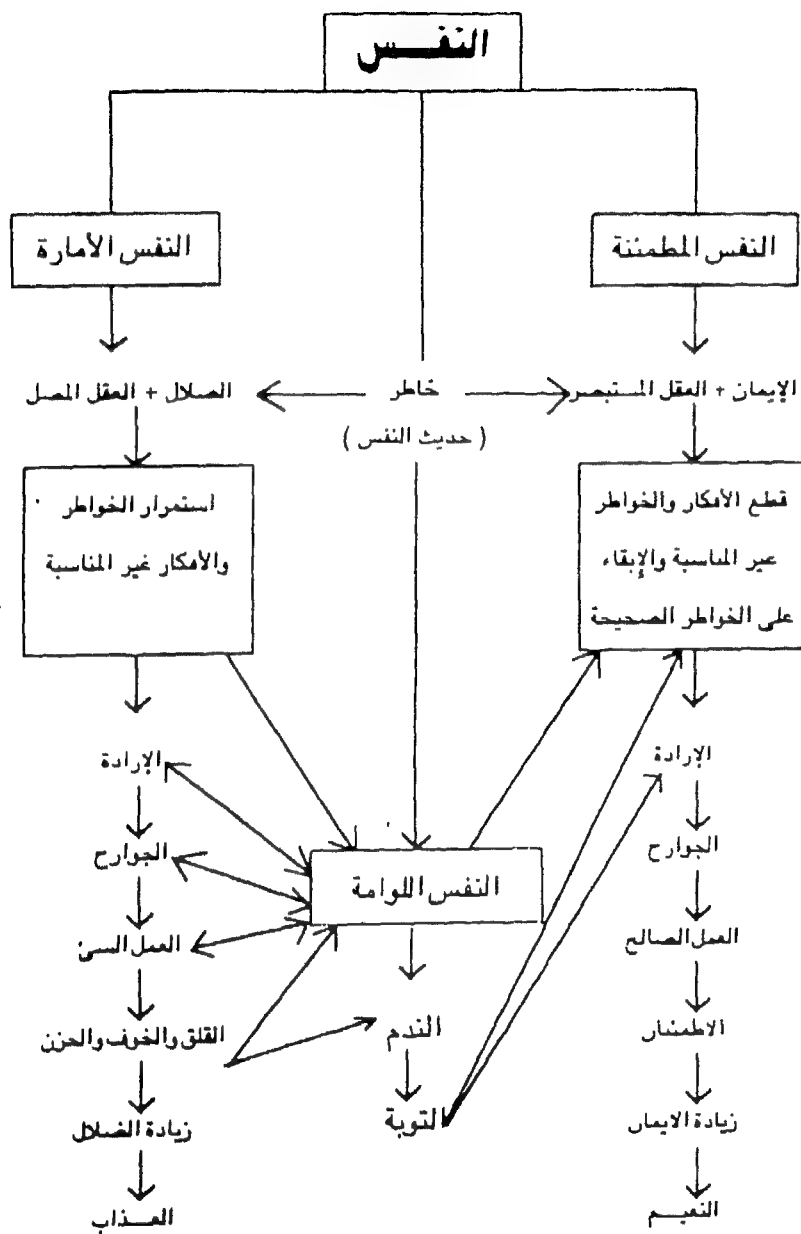 النفس
النفس المطمئنة
النفس الأمارة
الإيمان + العقل المستبصر
خاطر
الضلال + العقل المضل
(حديث النفس)
قطع الأفكار والخواطر
غير المناسبة والإبقاء
على الخواطر الصحيحة
استمرار الخواطر
والأفكار غير المناسبة
الإرادة
الجوارح
العمل الصالح
الاطمئنان
زيادة الايمان
النعيم
النفس اللوامة
الندم
التوبة
الإرادة
الجوارح
العمل السئ
القلق والخوف والحزن
زيادة الضلال
العذاب